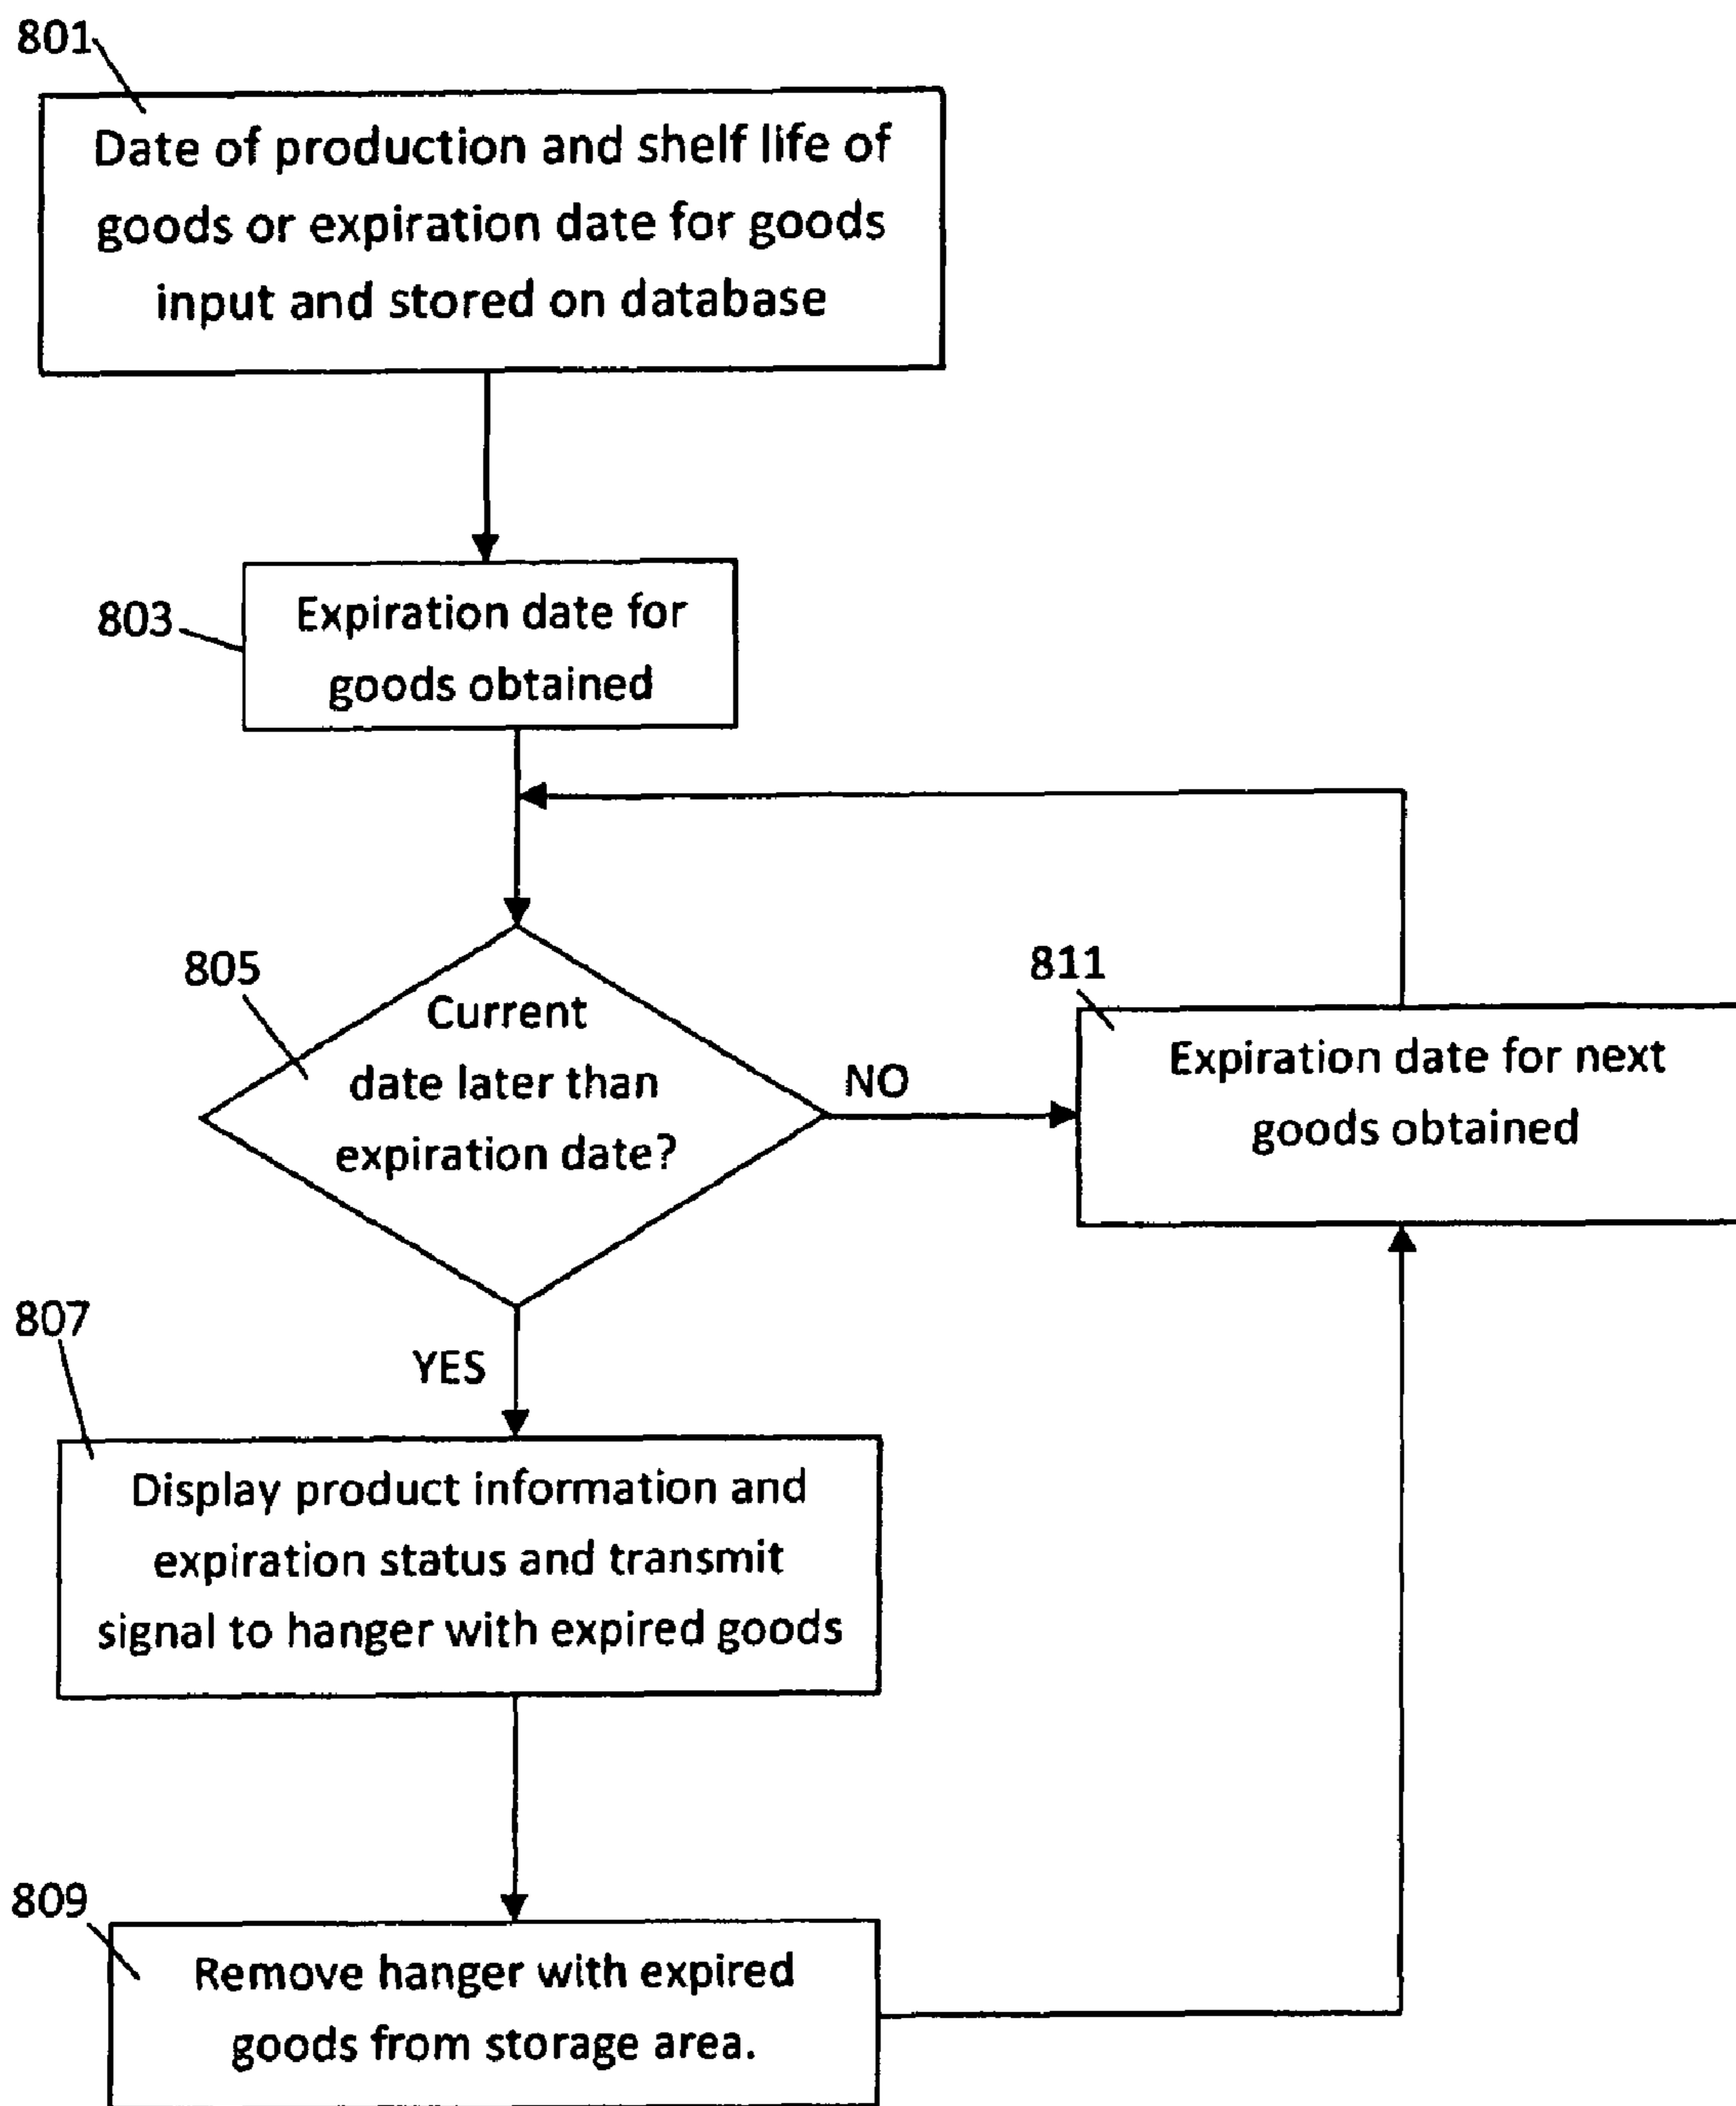 801
Date of production and shelf life of
goods or expiration date for goods
input and stored on database
803
Expiration date for
goods obtained
805
Current
date later than
expiration date?
NO
811
Expiration date for next
goods obtained
807
YES
Display product information and
expiration status and transmit
signal to hanger with expired goods
809
Remove hanger with expired
goods from storage area.